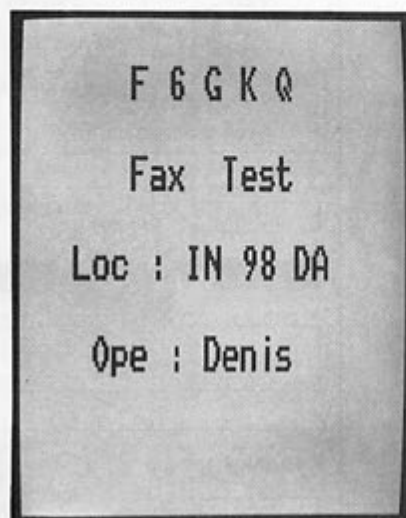 F 6 G K Q
Fax Test
Loc : IN 98 DA
Ope : Denis